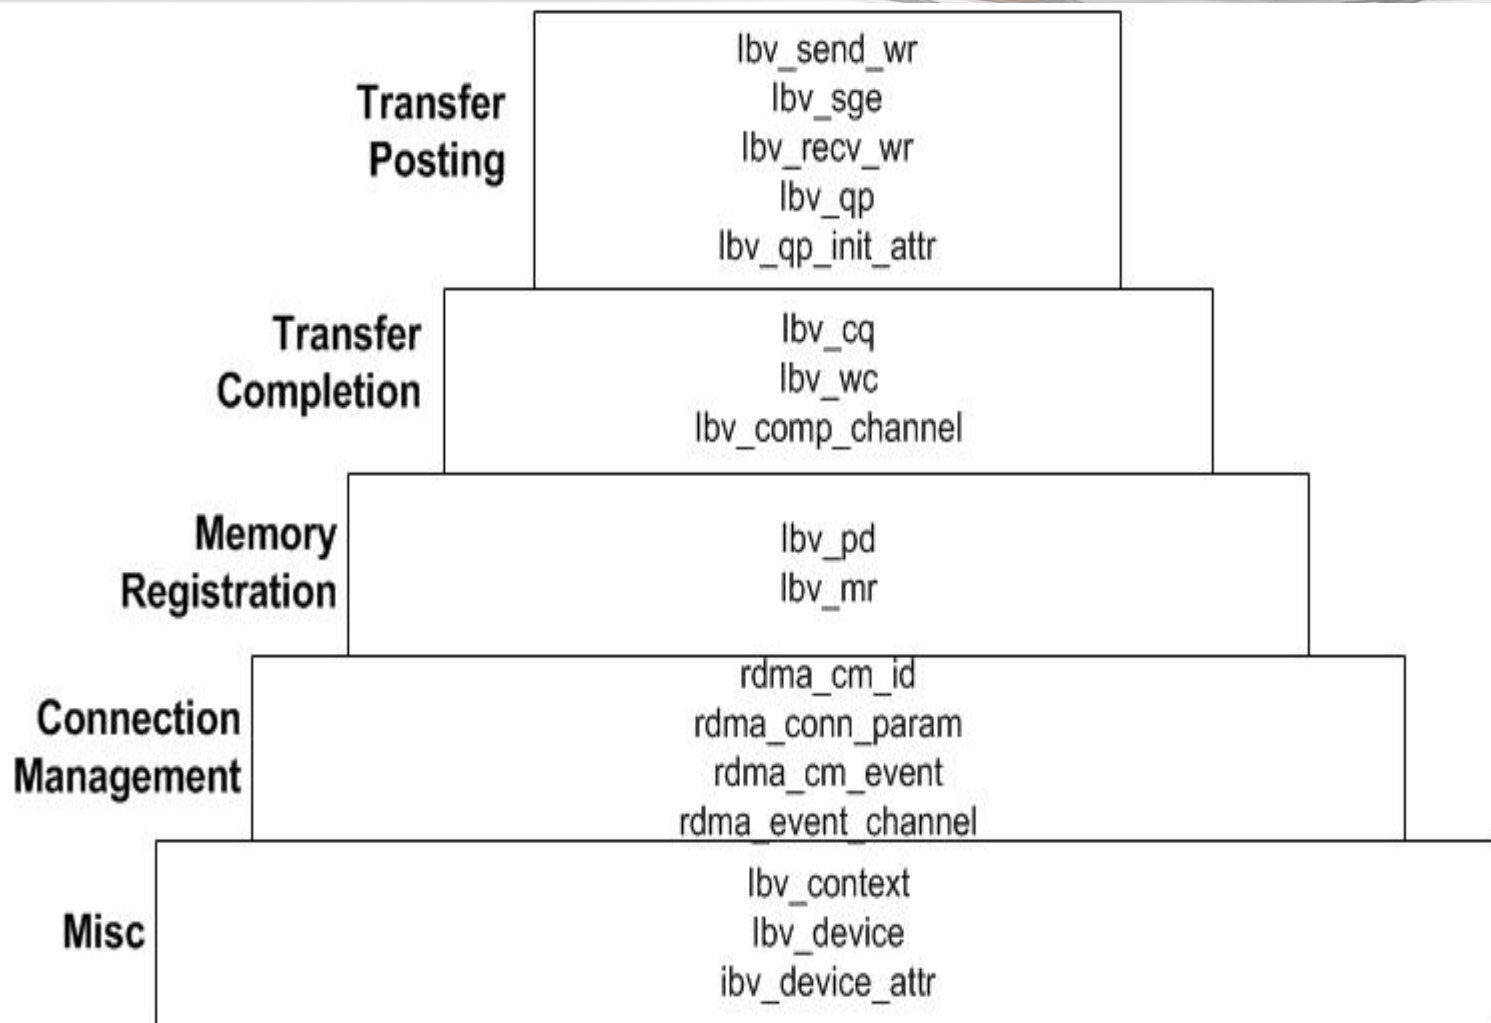 Transfer
Posting
Ibv_send_wr
Ibv_sge
Ibv_recv_wr
Ibv_qp
Ibv_qp_init_attr
Transfer
Completion
Ibv_cq
Ibv_wc
Ibv_comp_channel
Memory
Registration
Ibv_pd
Ibv_mr
Connection
Management
rdma_cm_id
rdma_conn_param
rdma_cm_event
rdma_event_channel
Misc
Ibv_context
Ibv_device
ibv_device_attr